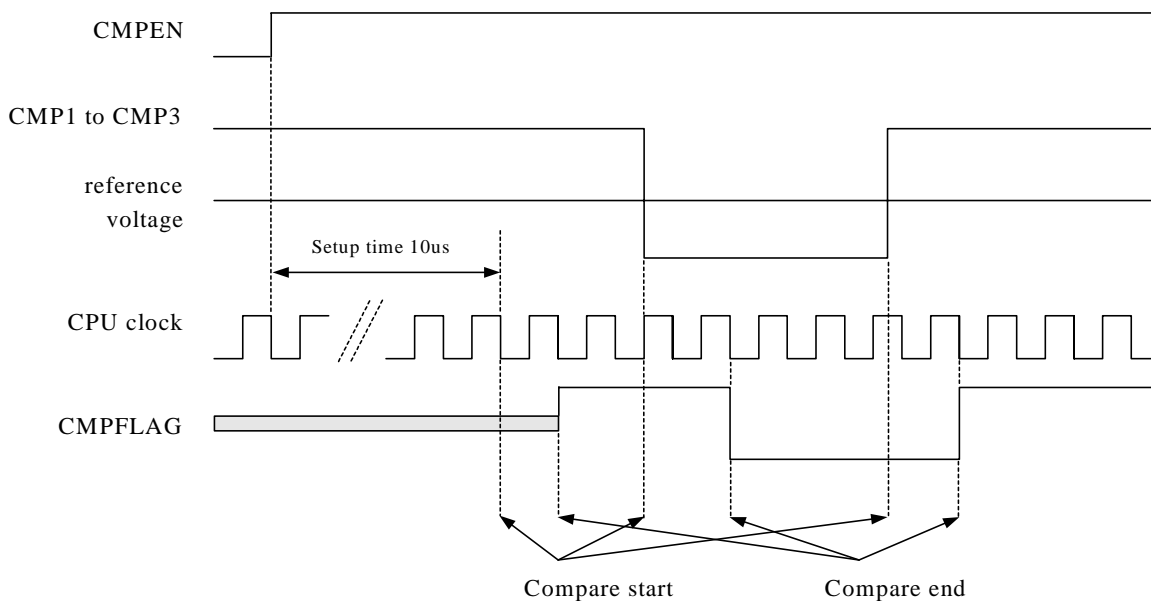 CMPEN
CMP1 to CMP3
reference
voltage
Setup time 10us
CPU clock
CMPFLAG
Compare start
Compare end